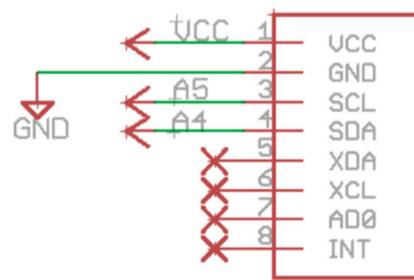 VCC 1 VCC
2 GND
A5 3 SCL
GND A4 4 SDA
5 XDA
6 XCL
7 AD0
8 INT